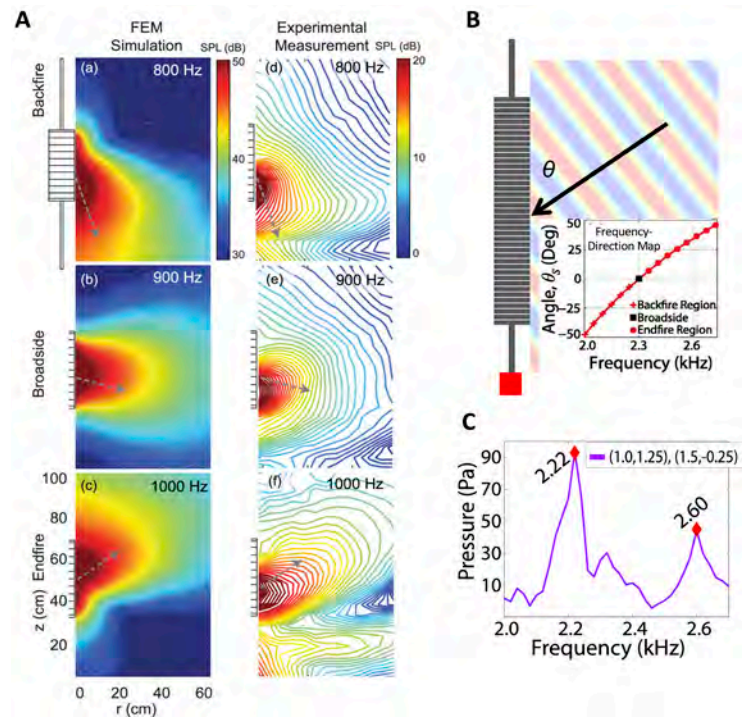 A
FEM
Simulation
Experimental
Measurement
SPL (dB)
SPL (dB)
Backfire
(a)
800 Hz
50
40
30
(d)
800 Hz
20
10
0
Broadside
(b)
900 Hz
(e)
900 Hz
Endfire
(c)
1000 Hz
(f)
1000 Hz
100
80
60
40
20
z (cm)
0 20 40 60
r (cm)
B
θ
Frequency-
Direction Map
Angle, θs (Deg)
50
25
0
−25
−50
Backfire Region
Broadside
Endfire Region
2.0 2.3 2.6
Frequency (kHz)
C
Pressure (Pa)
90
70
50
30
10
2.22
(1.0,1.25), (1.5,-0.25)
2.60
2.0 2.2 2.4 2.6
Frequency (kHz)